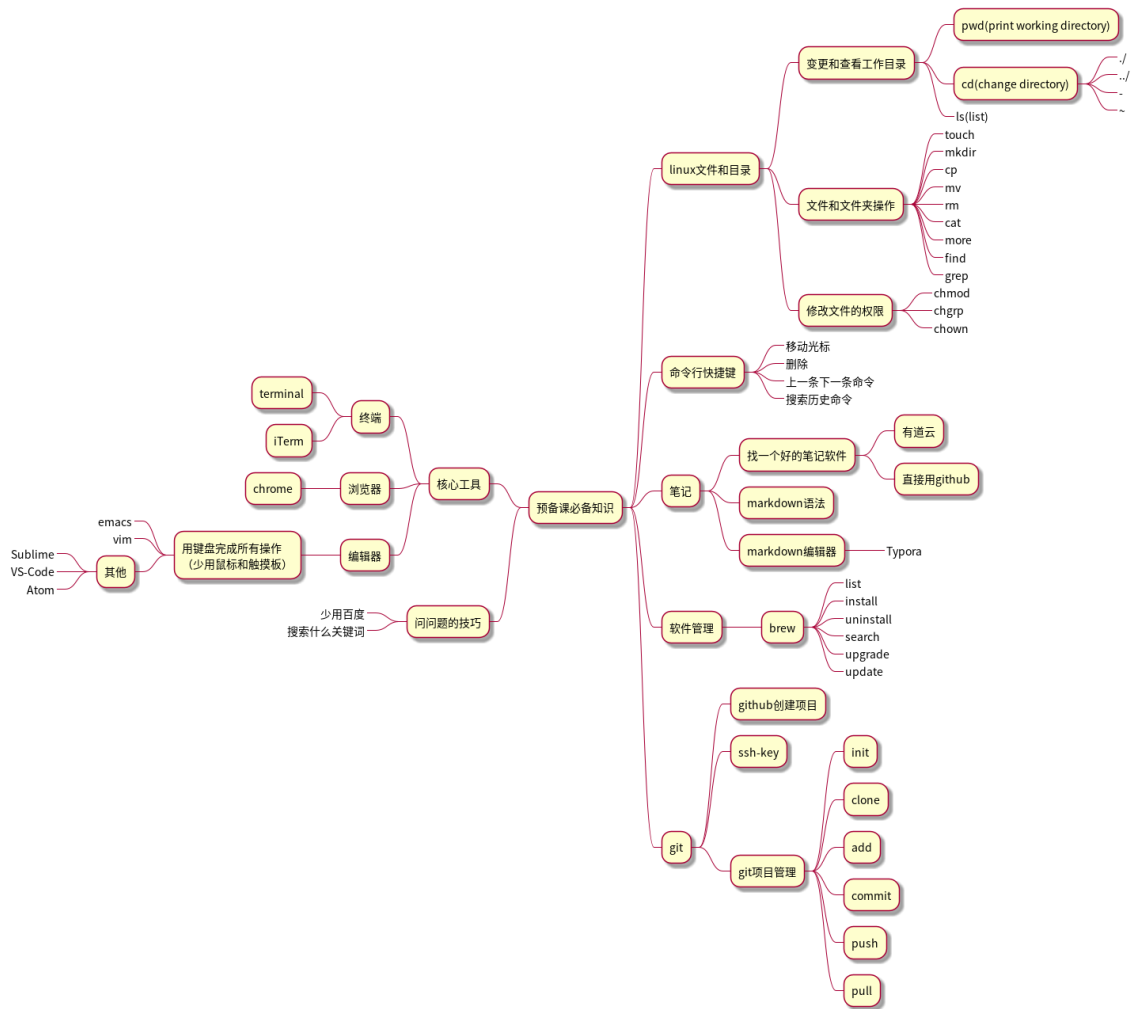 预备课必备知识
linux文件和目录
变更和查看工作目录
pwd(print working directory)
cd(change directory)
./
../
-
~
ls(list)
文件和文件夹操作
touch
mkdir
cp
mv
rm
cat
more
find
grep
修改文件的权限
chmod
chgrp
chown
命令行快捷键
移动光标
删除
上一条下一条命令
搜索历史命令
笔记
找一个好的笔记软件
有道云
直接用github
markdown语法
markdown编辑器
Typora
软件管理
brew
list
install
uninstall
search
upgrade
update
git
github创建项目
ssh-key
git项目管理
init
clone
add
commit
push
pull
核心工具
终端
terminal
iTerm
浏览器
chrome
编辑器
用键盘完成所有操作
（少用鼠标和触摸板）
emacs
vim
其他
Sublime
VS-Code
Atom
问问题的技巧
少用百度
搜索什么关键词